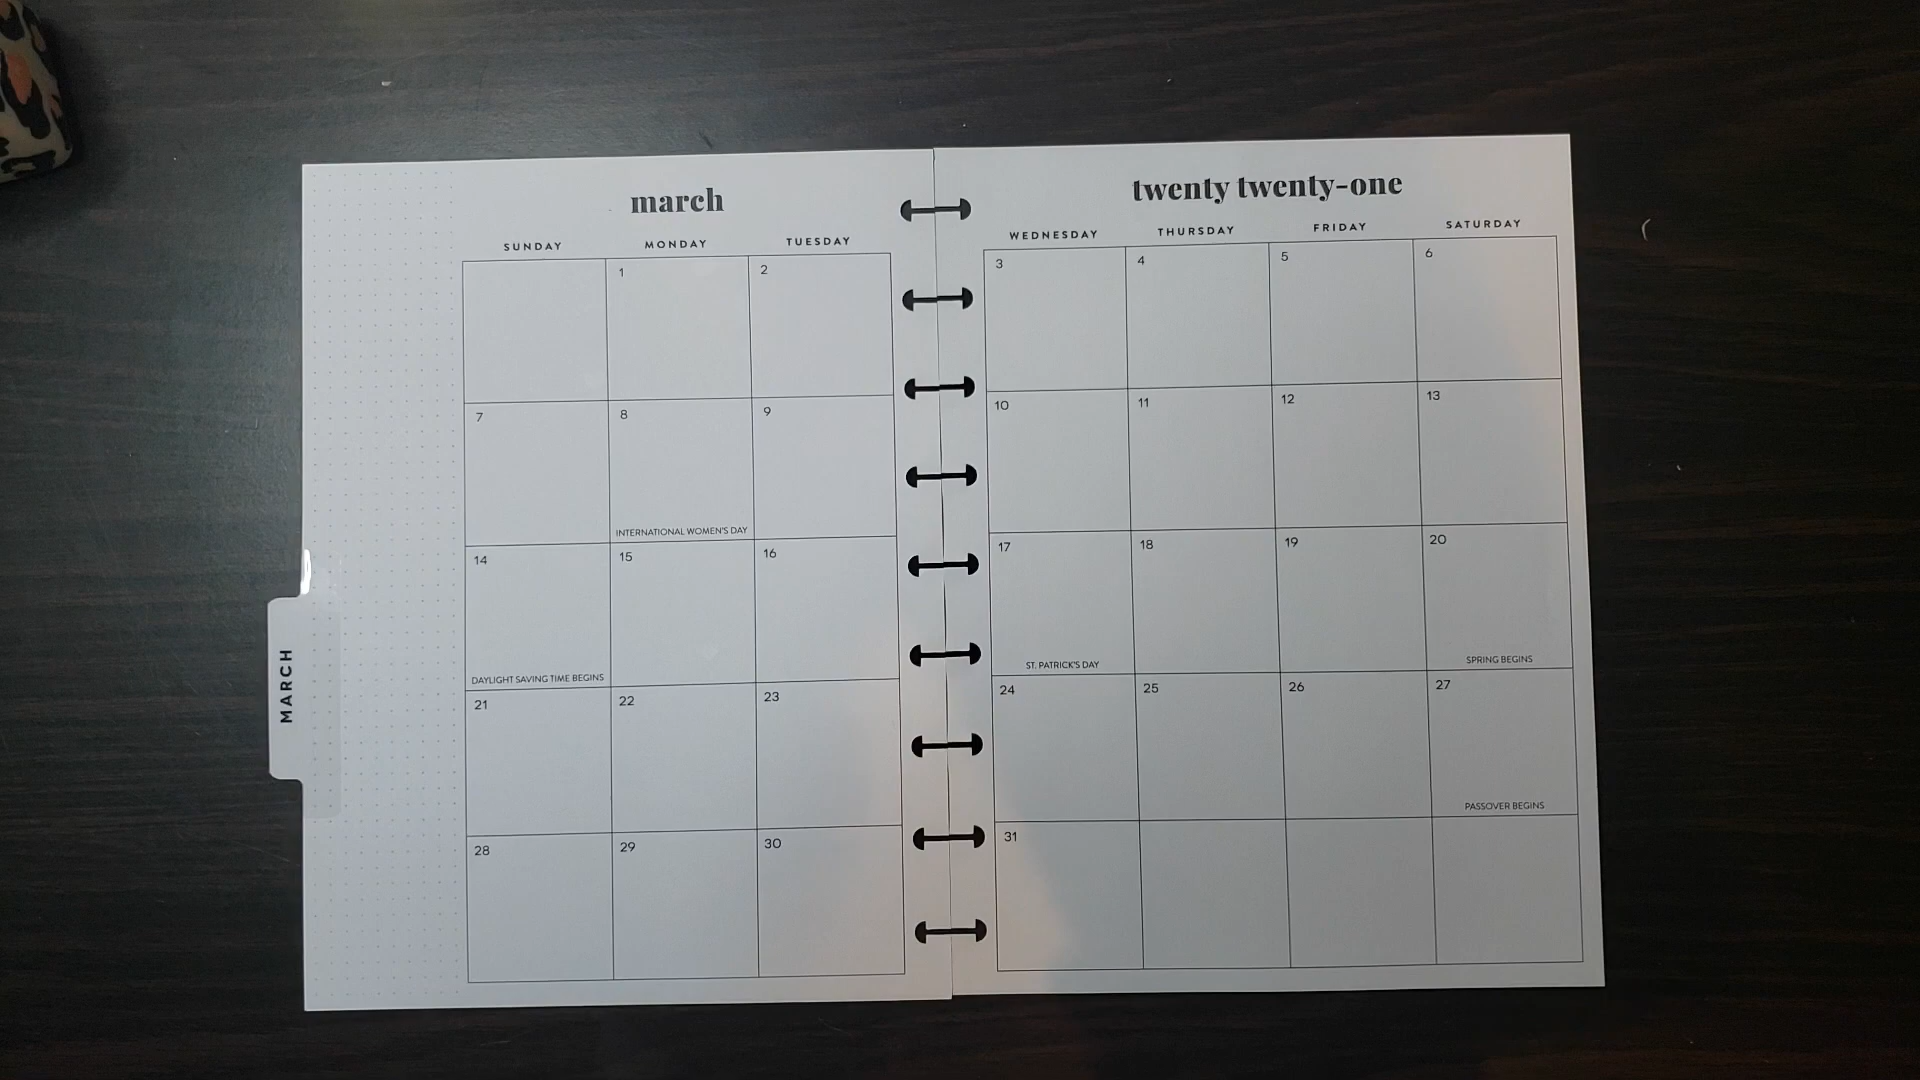 march
twenty twenty-one
SUNDAY MONDAY TUESDAY WEDNESDAY THURSDAY FRIDAY SATURDAY
1 2 3 4 5 6
7 8 9 10 11 12 13
INTERNATIONAL WOMEN'S DAY
14 15 16 17 18 19 20
DAYLIGHT SAVING TIME BEGINS
ST. PATRICK'S DAY
SPRING BEGINS
21 22 23 24 25 26 27
PASSOVER BEGINS
28 29 30 31
MARCH